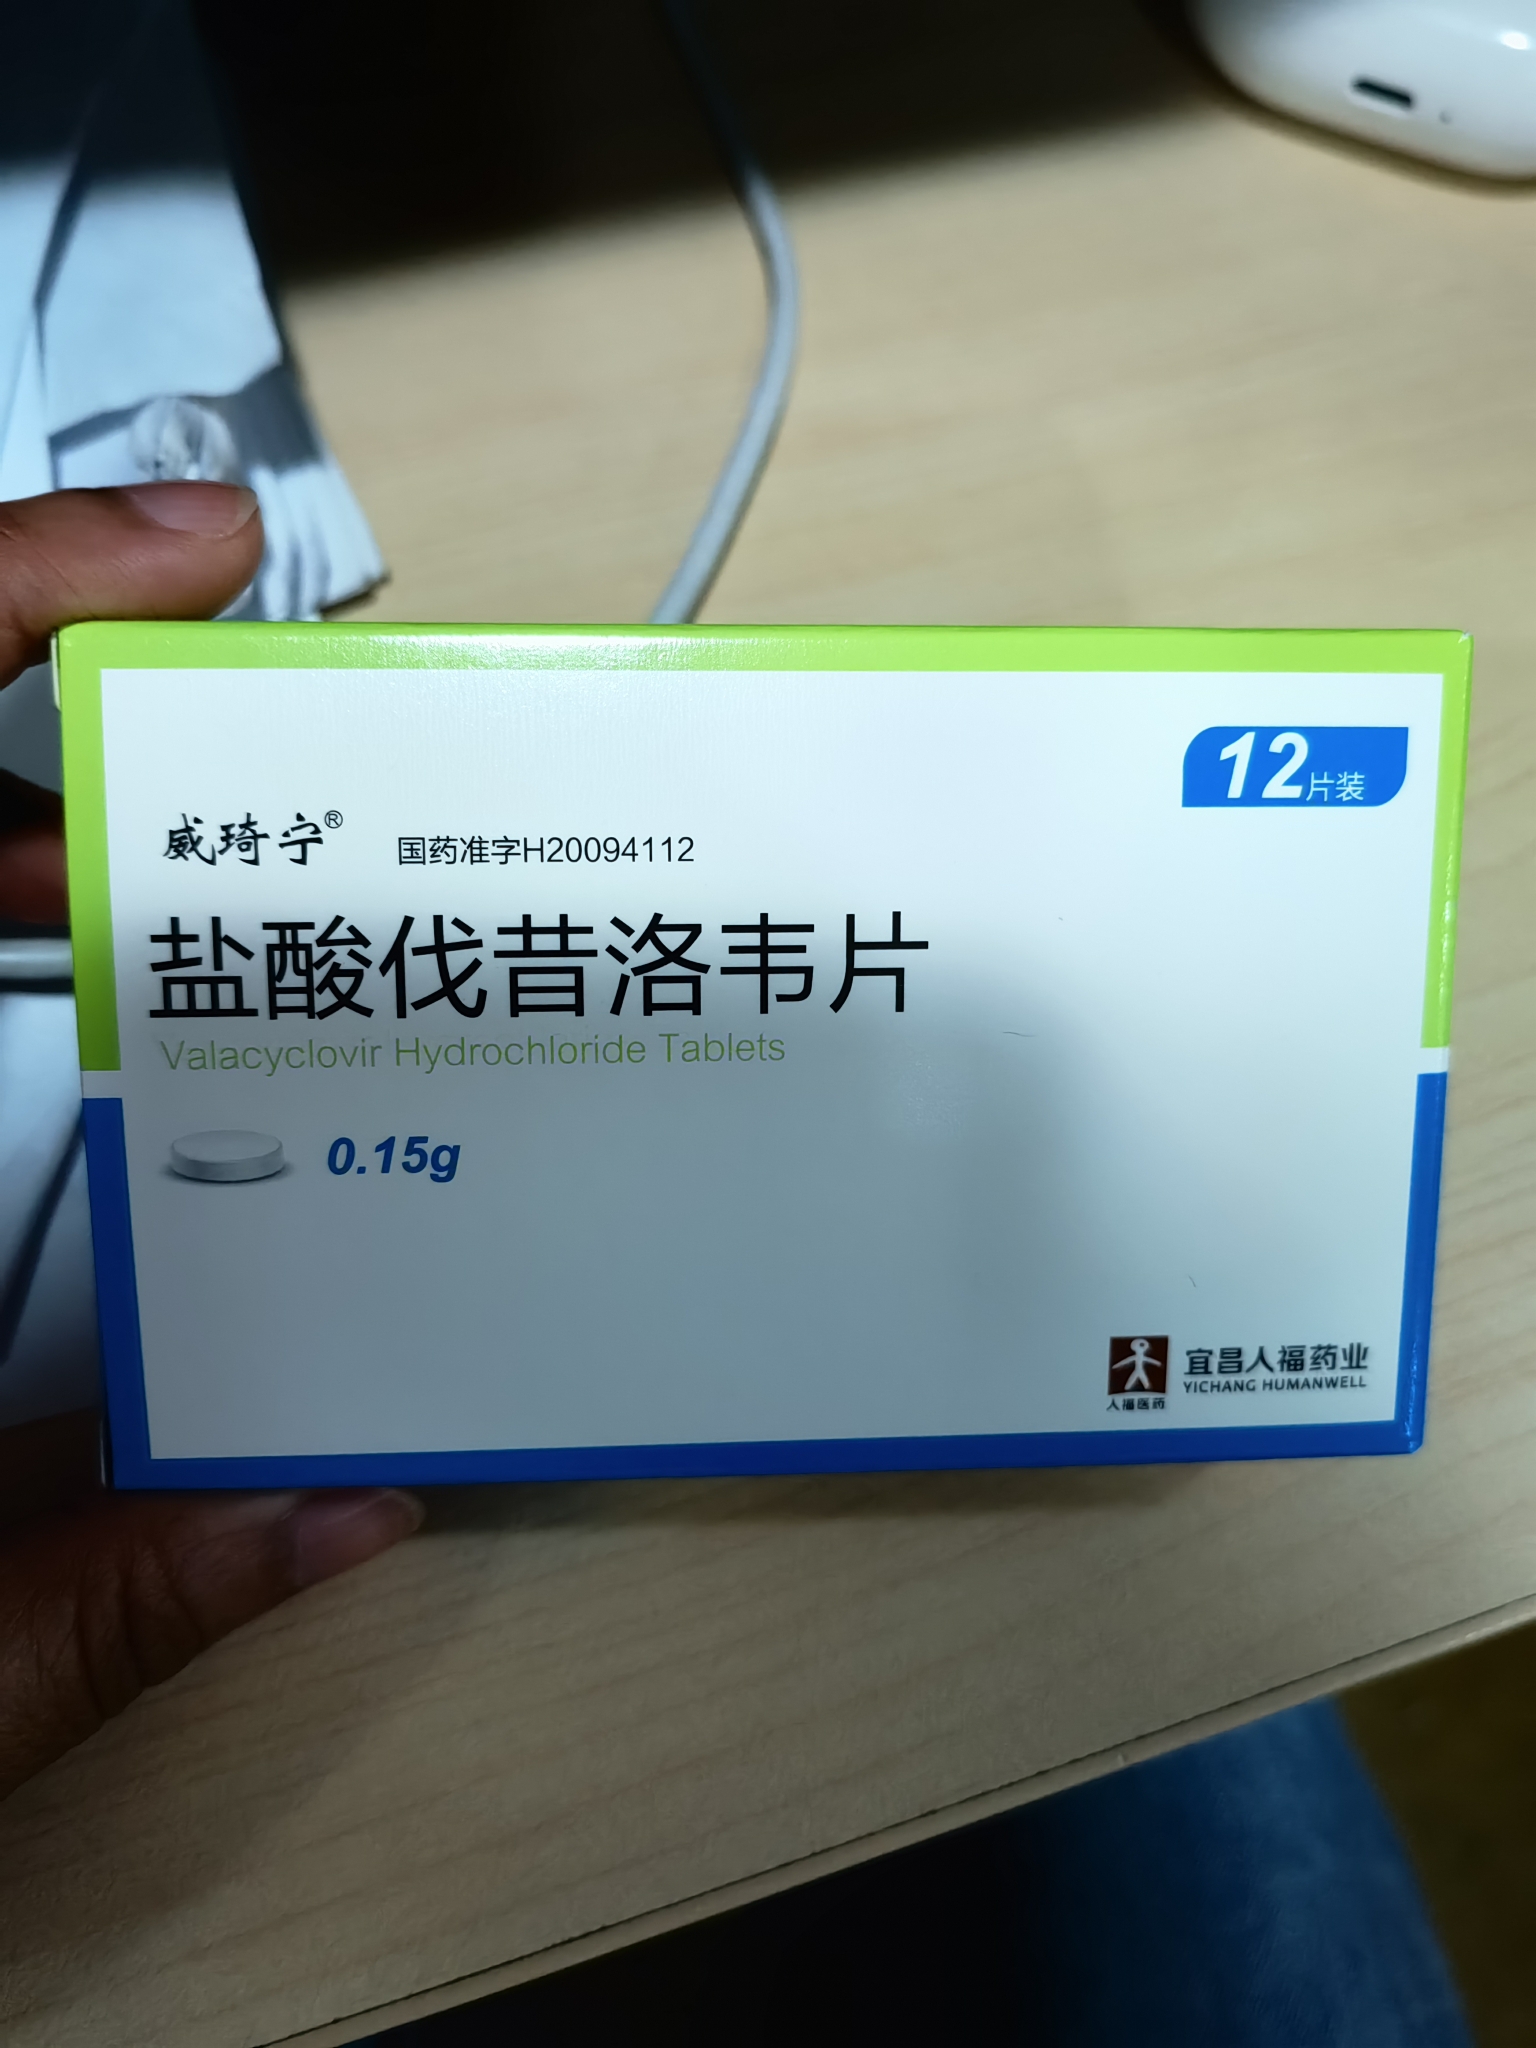 12片装
威琦宁® 国药准字H20094112
盐酸伐昔洛韦片
Valacyclovir Hydrochloride Tablets
0.15g
宜昌人福药业
YICHANG HUMANWELL
人福医药